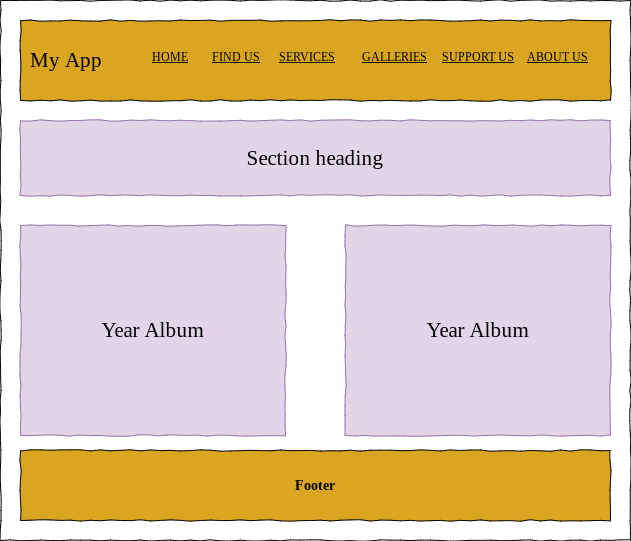 My App HOME FIND US SERVICES GALLERIES SUPPORT US ABOUT US
Section heading
Year Album Year Album
Footer